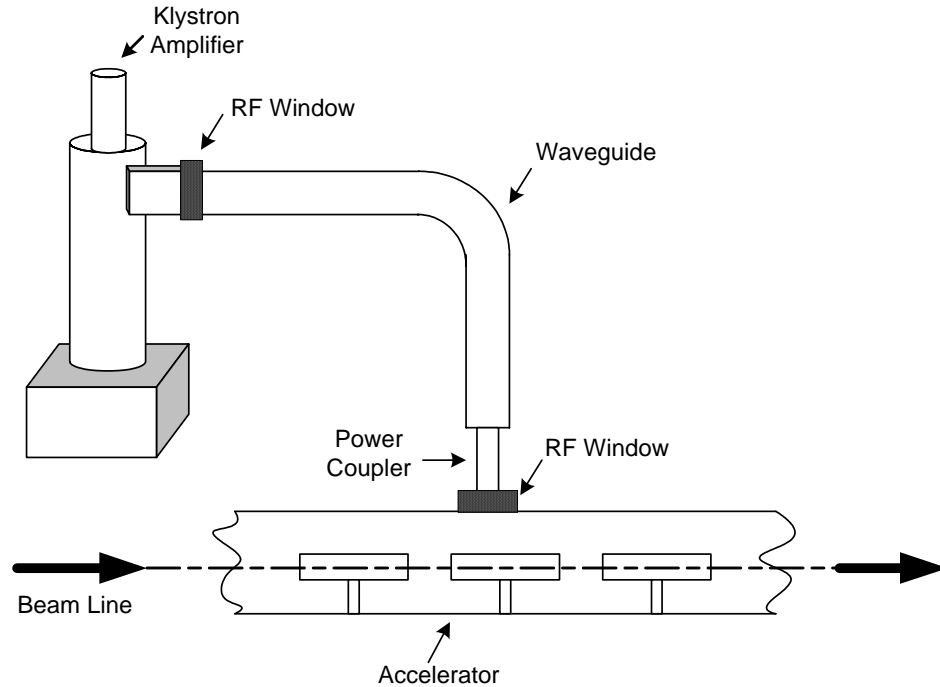 Klystron
Amplifier
RF Window
Waveguide
Power
Coupler
RF Window
Beam Line
Accelerator